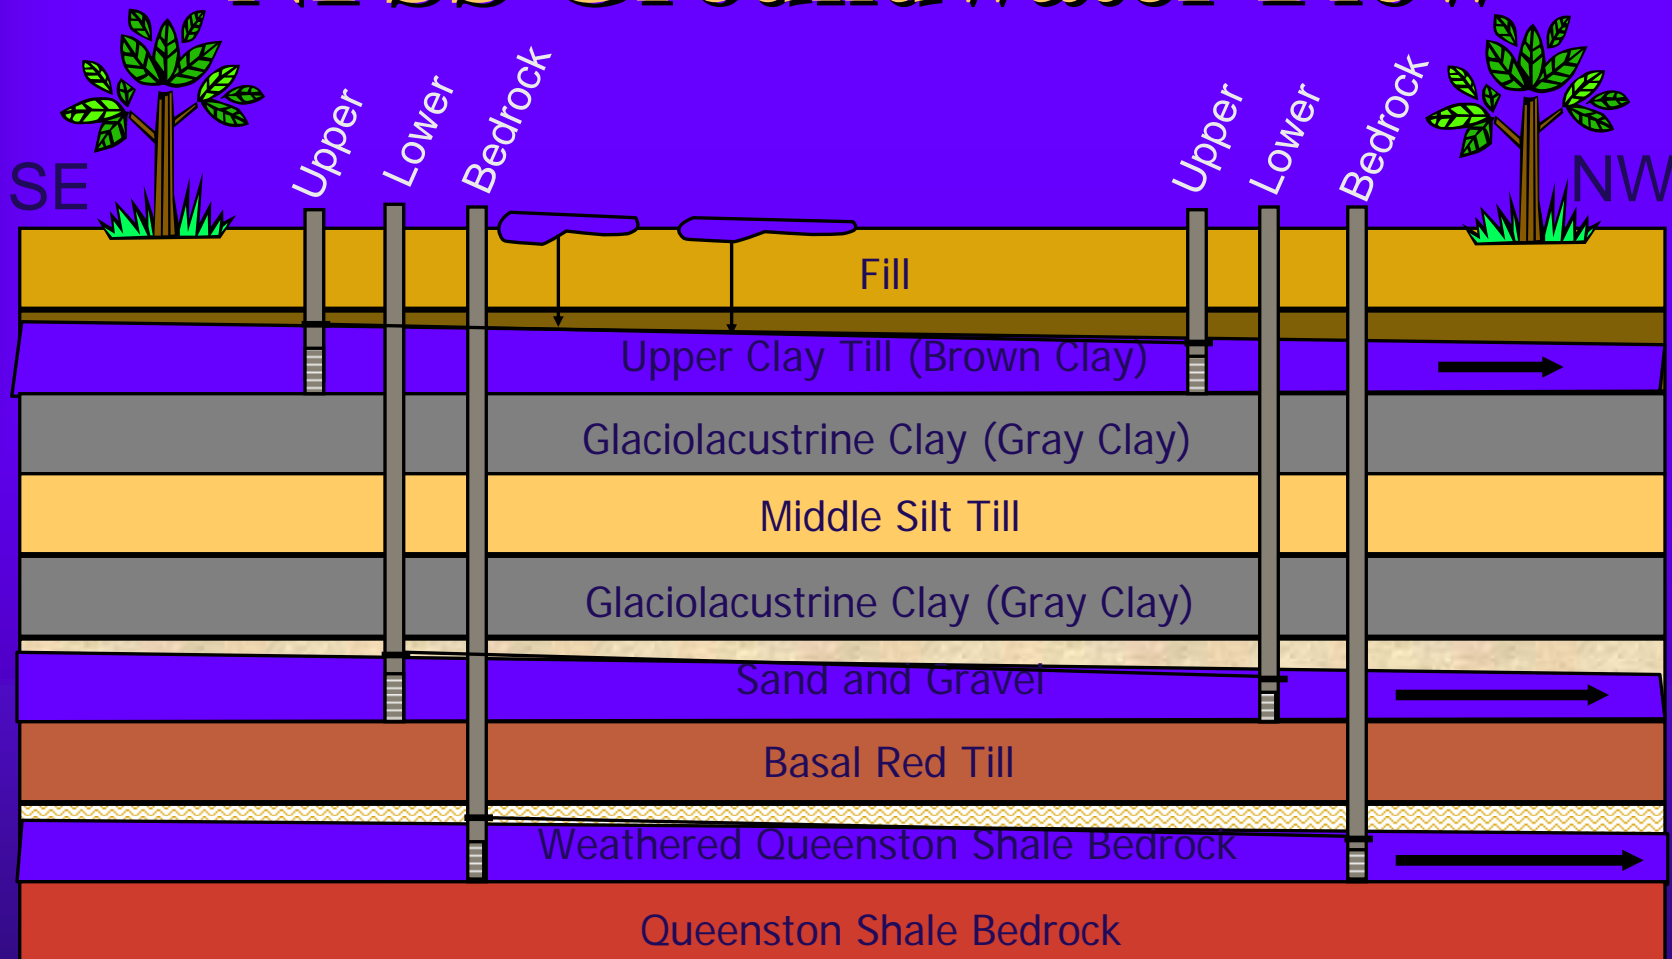 Groundwater Flow
Upper
Lower
Bedrock
Upper
Lower
Bedrock
SE
NW
Fill
Upper Clay Till (Brown Clay)
Glaciolacustrine Clay (Gray Clay)
Middle Silt Till
Glaciolacustrine Clay (Gray Clay)
Sand and Gravel
Basal Red Till
Weathered Queenston Shale Bedrock
Queenston Shale Bedrock